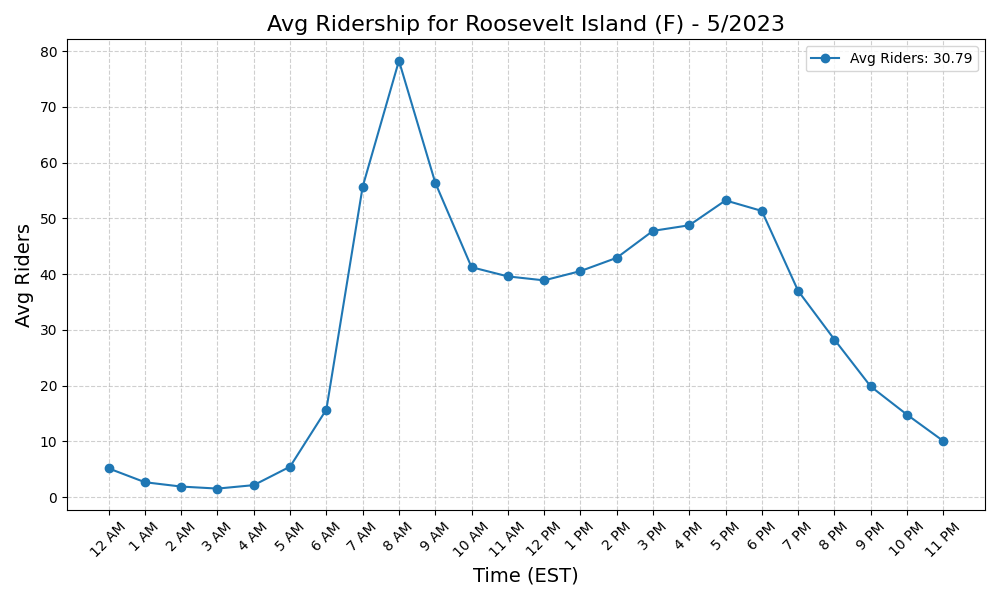 Avg Ridership for Roosevelt Island (F) - 5/2023
Avg Riders: 30.79
Avg Riders
80
70
60
50
40
30
20
10
0
12 AM
1 AM
2 AM
3 AM
4 AM
5 AM
6 AM
7 AM
8 AM
9 AM
10 AM
11 AM
12 PM
1 PM
2 PM
3 PM
4 PM
5 PM
6 PM
7 PM
8 PM
9 PM
10 PM
11 PM
Time (EST)